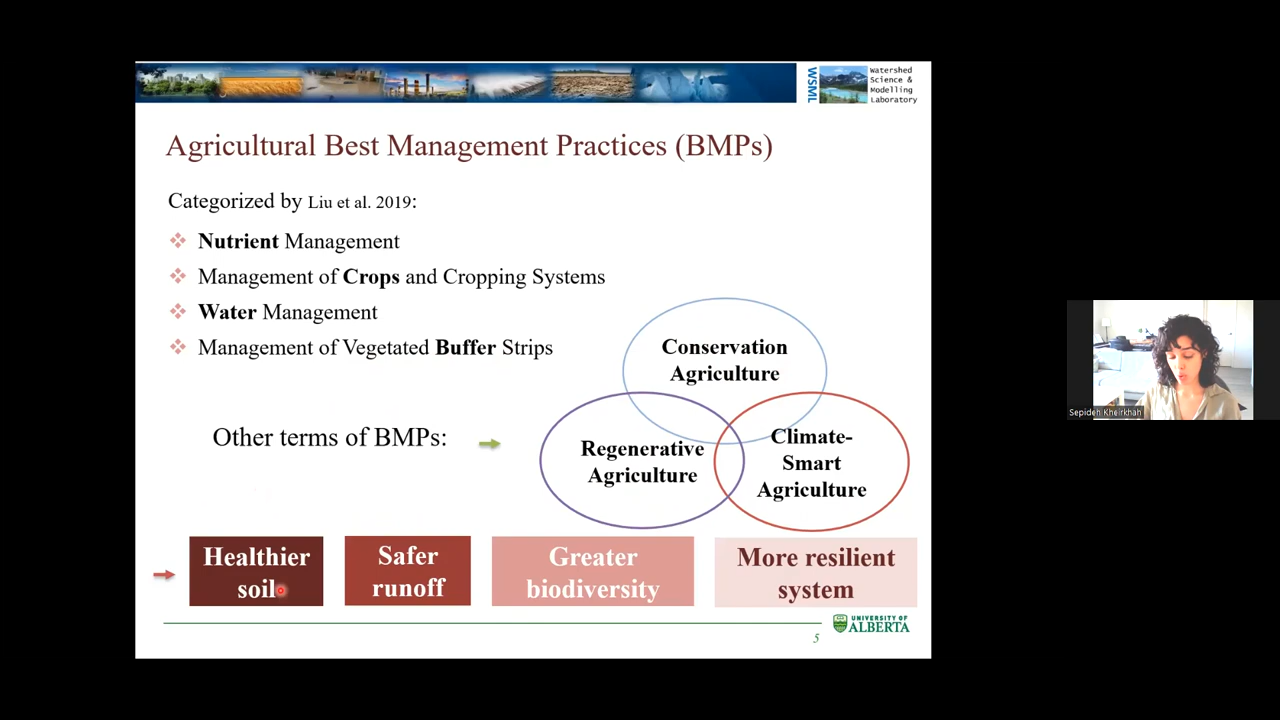 WSML
Watershed
Science &
Modelling
Laboratory
Agricultural Best Management Practices (BMPs)
Categorized by Liu et al. 2019:
Nutrient Management
Management of Crops and Cropping Systems
Water Management
Management of Vegetated Buffer Strips
Conservation
Agriculture
Other terms of BMPs:
Regenerative
Agriculture
Climate-
Smart
Agriculture
Healthier
soil
Safer
runoff
Greater
biodiversity
More resilient
system
UNIVERSITY OF
ALBERTA
5
Sepideh Kheirkhah